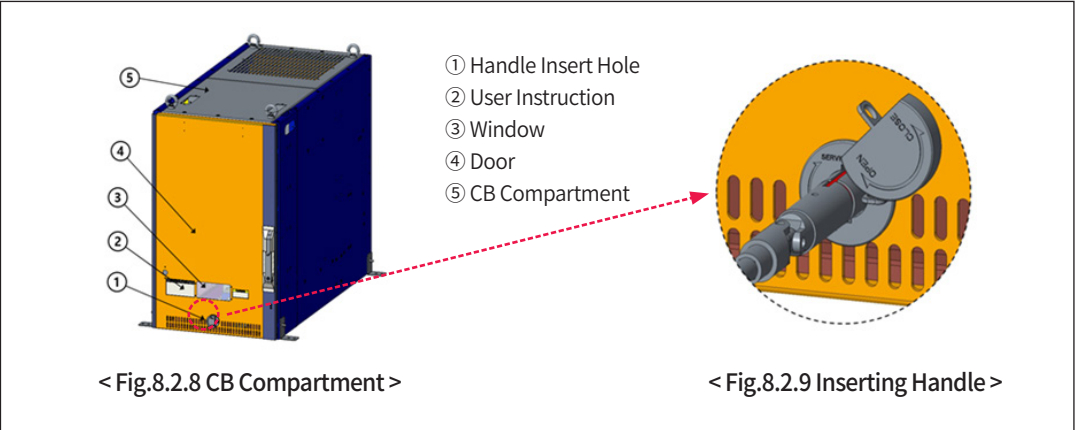 ① Handle Insert Hole
② User Instruction
③ Window
④ Door
⑤ CB Compartment
⑤
④
③
②
①
CLOSE
OPEN
< Fig.8.2.8 CB Compartment >
< Fig.8.2.9 Inserting Handle >